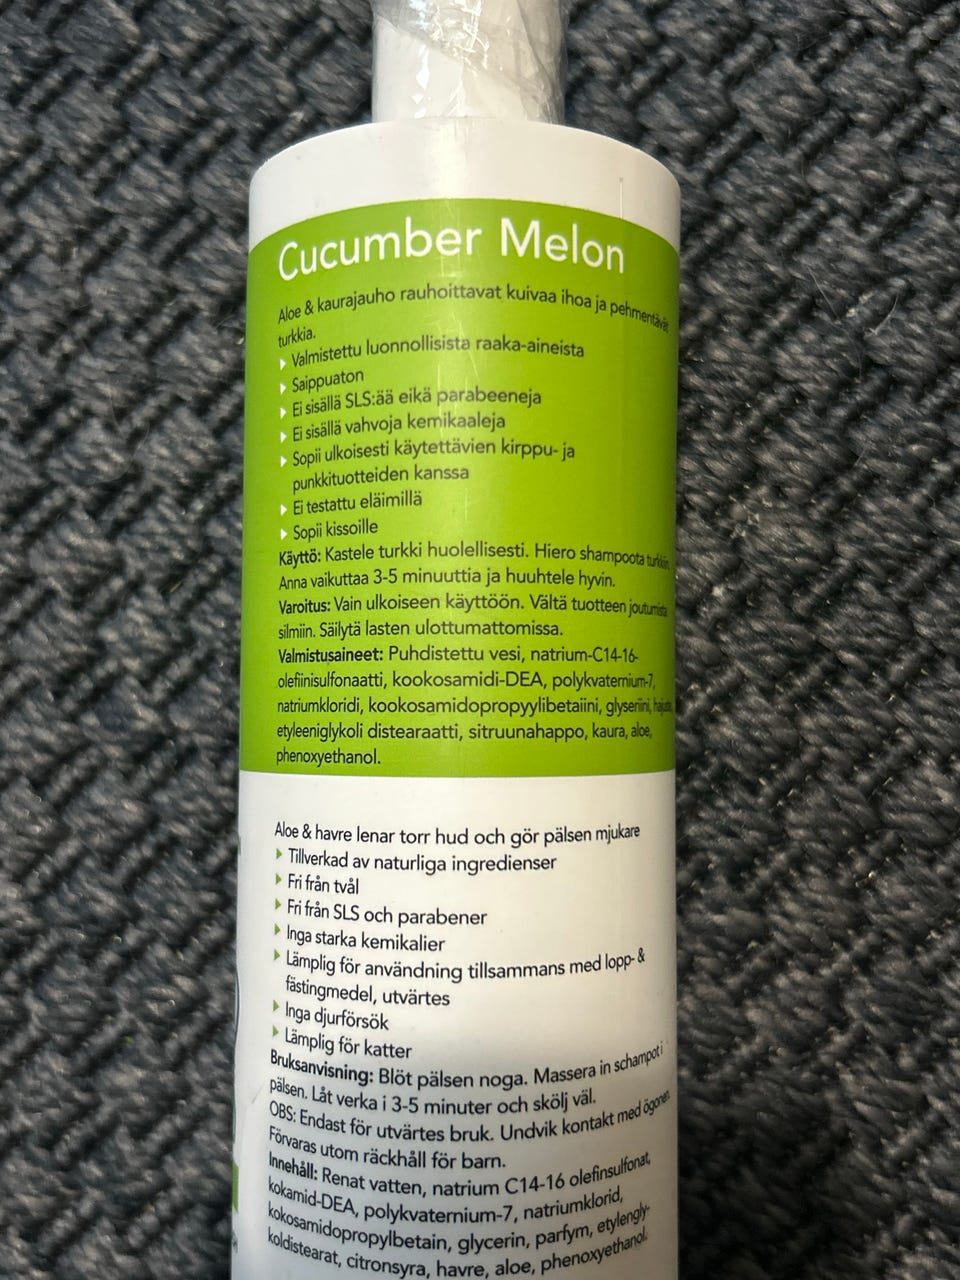 Cucumber Melon
Aloe & kaurajauho rauhoittavat kuivaa ihoa ja pehmentävät
turkkia.
Valmistettu luonnollisista raaka-aineista
Saippuaton
Ei sisällä SLS:ää eikä parabeeneja
Ei sisällä vahvoja kemikaaleja
Sopii ulkoisesti käytettävien kirppu- ja
punkkituotteiden kanssa
Ei testattu eläimillä
Sopii kissoille
Käyttö: Kastele turkki huolellisesti. Hiero shampoota turkkiin.
Anna vaikuttaa 3-5 minuuttia ja huuhtele hyvin.
Varoitus: Vain ulkoiseen käyttöön. Vältä tuotteen joutumista
silmiin. Säilytä lasten ulottumattomissa.
Valmistusaineet: Puhdistettu vesi, natrium-C14-16-
olefiinisulfonaatti, kookosamidi-DEA, polykvaternium-7,
natriumkloridi, kookosamidopropyylibetaiini, glyseriini,
etyleeniglykoli distearaatti, sitruunahappo, kaura, aloe,
phenoxyethanol.
Aloe & havre lenar torr hud och gör pälsen mjukare
Tillverkad av naturliga ingredienser
Fri från tvål
Fri från SLS och parabener
Inga starka kemikalier
Lämplig för användning tillsammans med lopp- &
fästingmedel, utvärtes
Inga djurförsök
Lämplig för katter
Bruksanvisning: Blöt pälsen noga. Massera in schampot i
pälsen. Låt verka i 3-5 minuter och skölj väl.
OBS: Endast för utvärtes bruk. Undvik kontakt med ögonen.
Förvaras utom räckhåll för barn.
Innehåll: Renat vatten, natrium C14-16 olefinsulfonat,
kokamid-DEA, polykvaternium-7, natriumklorid,
kokosamidopropylbetain, glycerin, parfym, etylengly-
koldistearat, citronsyra, havre, aloe, phenoxyethanol.